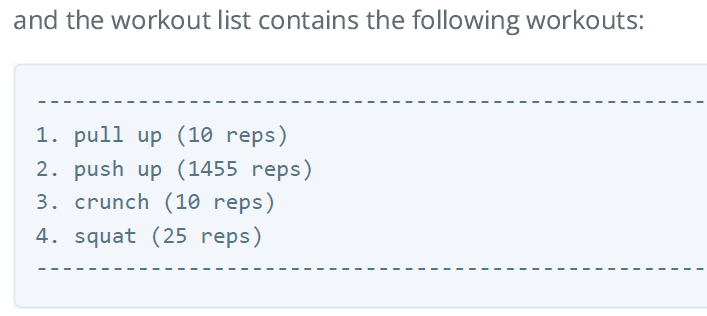 and the workout list contains the following workouts:
-----------------------------------------------------
1. pull up (10 reps)
2. push up (1455 reps)
3. crunch (10 reps)
4. squat (25 reps)
-----------------------------------------------------